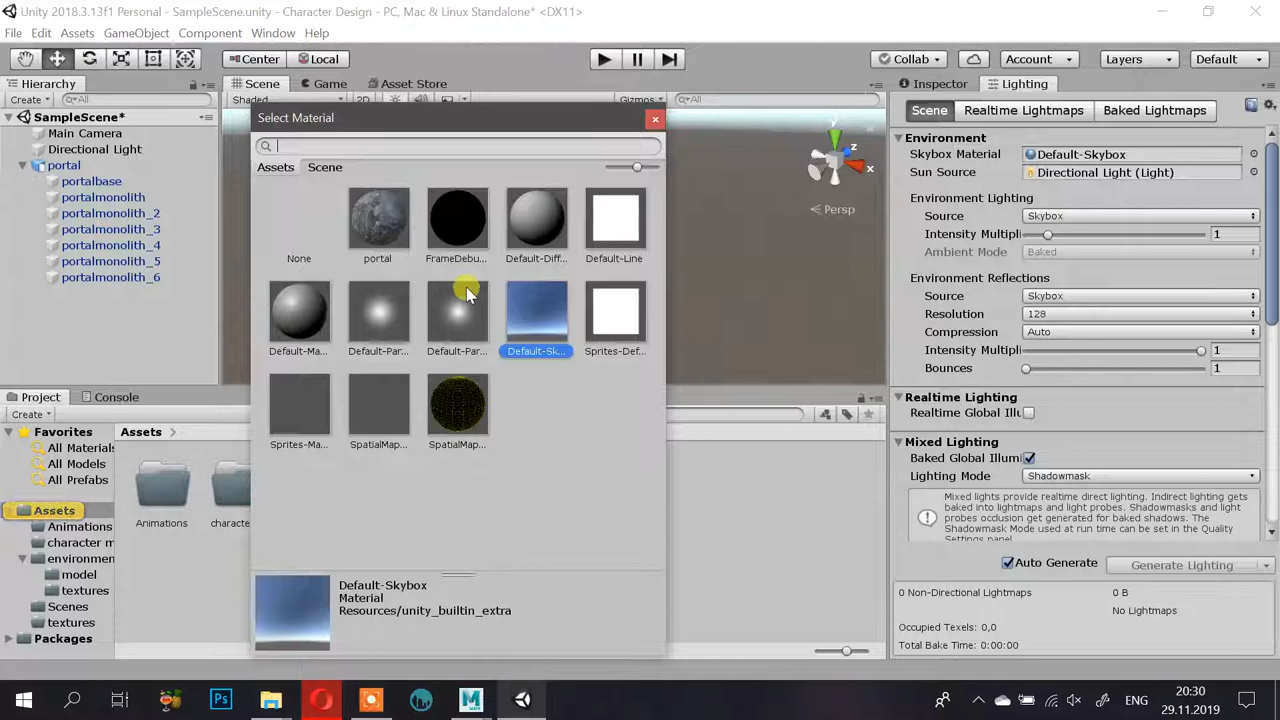 Unity 2018.3.13f1 Personal - SampleScene.unity - Character Design - PC, Mac & Linux Standalone* <DX11>
File Edit Assets GameObject Component Window Help
Center Local Collab Account Layers Default
Hierarchy Scene Game Asset Store Inspector Lighting
Create All Shaded 2D Gizmos All
Scene Realtime Lightmaps Baked Lightmaps
SampleScene*
Main Camera
Directional Light
portal
portalbase
portalmonolith
portalmonolith_2
portalmonolith_3
portalmonolith_4
portalmonolith_5
portalmonolith_6
Select Material
Assets Scene
None portal FrameDebu... Default-Diff... Default-Line
Default-Ma... Default-Par... Default-Par... Default-Sk... Sprites-Def...
Sprites-Ma... SpatialMap... SpatialMap...
Default-Skybox
Material
Resources/unity_builtin_extra
y
z
x
Persp
Environment
Skybox Material Default-Skybox
Sun Source Directional Light (Light)
Environment Lighting
Source Skybox
Intensity Multipli 1
Ambient Mode Baked
Environment Reflections
Source Skybox
Resolution 128
Compression Auto
Intensity Multipli 1
Bounces 1
Realtime Lighting
Realtime Global Illu
Mixed Lighting
Baked Global Illumi
Lighting Mode Shadowmask
Mixed lights provide realtime direct lighting. Indirect lighting gets
baked into lightmaps and light probes. Shadowmasks and light
probes occlusion get generated for baked shadows. The
Shadowmask Mode used at run time can be set in the Quality
Settings panel.
Auto Generate Generate Lighting
0 Non-Directional Lightmaps 0 B
No Lightmaps
Occupied Texels: 0,0
Total Bake Time: 0:00:00
Project Console
Create
Favorites
All Materials
All Models
All Prefabs
Assets
Animations
character m
environmen
model
textures
Scenes
textures
Packages
Assets
Animations characte
Ps M
ENG 20:30
29.11.2019